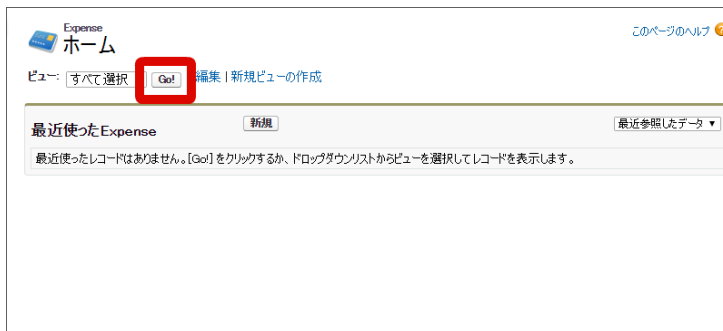 Expense
ホーム
このページのヘルプ
ビュー: すべて選択 Go! 編集 | 新規ビューの作成
最近使ったExpense 新規 最近参照したデータ ▼
最近使ったレコードはありません。[Go!] をクリックするか、ドロップダウンリストからビューを選択してレコードを表示します。